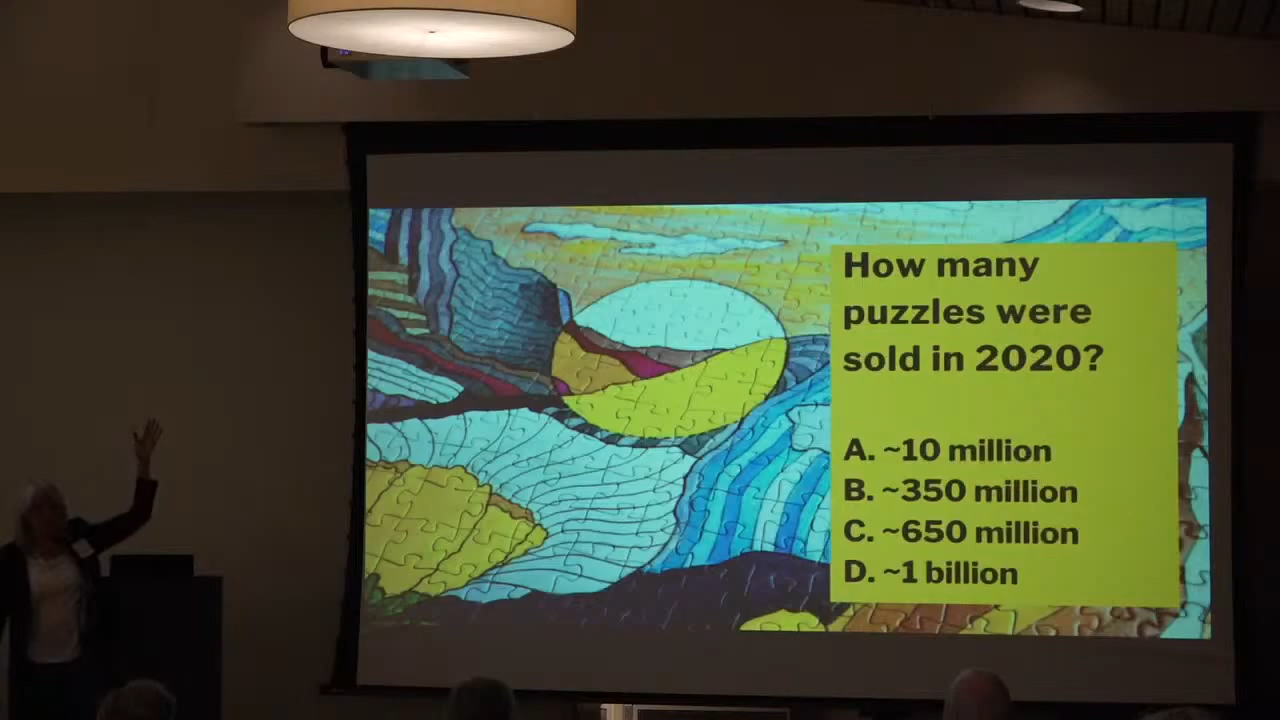 How many
puzzles were
sold in 2020?
A. ~10 million
B. ~350 million
C. ~650 million
D. ~1 billion